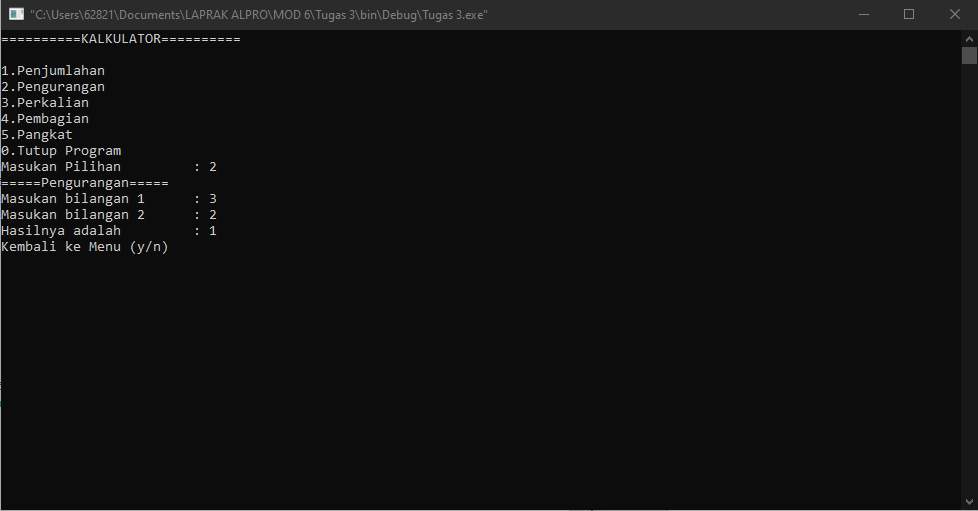 "C:\Users\62821\Documents\LAPRAK ALPRO\MOD 6\Tugas 3\bin\Debug\Tugas 3.exe"
==========KALKULATOR==========
1.Penjumlahan
2.Pengurangan
3.Perkalian
4.Pembagian
5.Pangkat
0.Tutup Program
Masukan Pilihan         : 2
=====Pengurangan=====
Masukan bilangan 1      : 3
Masukan bilangan 2      : 2
Hasilnya adalah         : 1
Kembali ke Menu (y/n)